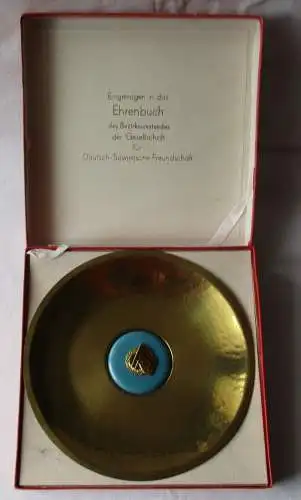 Eingetragen in das
Ehrenbuch
des Bezirksvorstandes
der Gesellschaft
für
Deutsch-Sowjetische Freundschaft